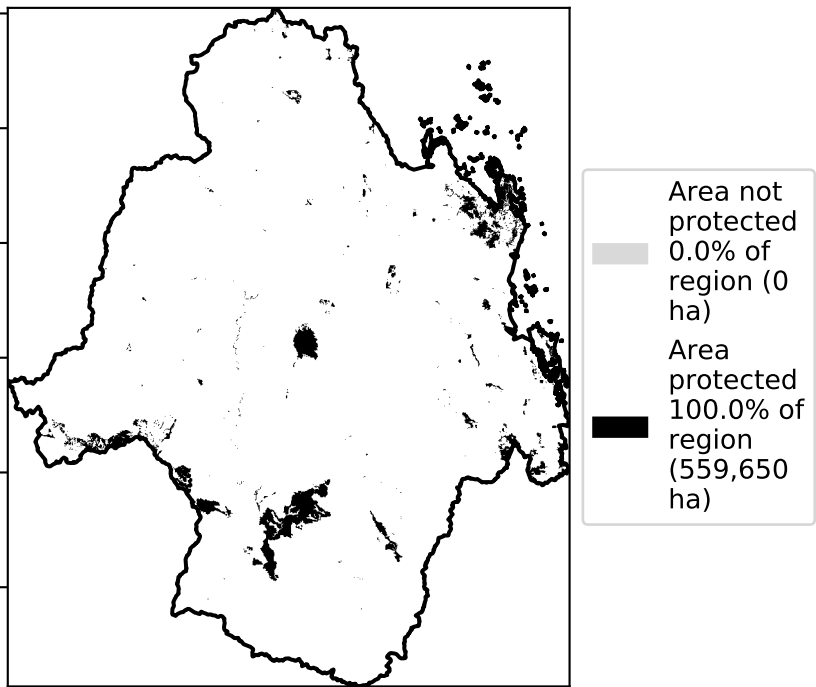 Area not
protected
0.0% of
region (0
ha)
Area
protected
100.0% of
region
(559,650
ha)